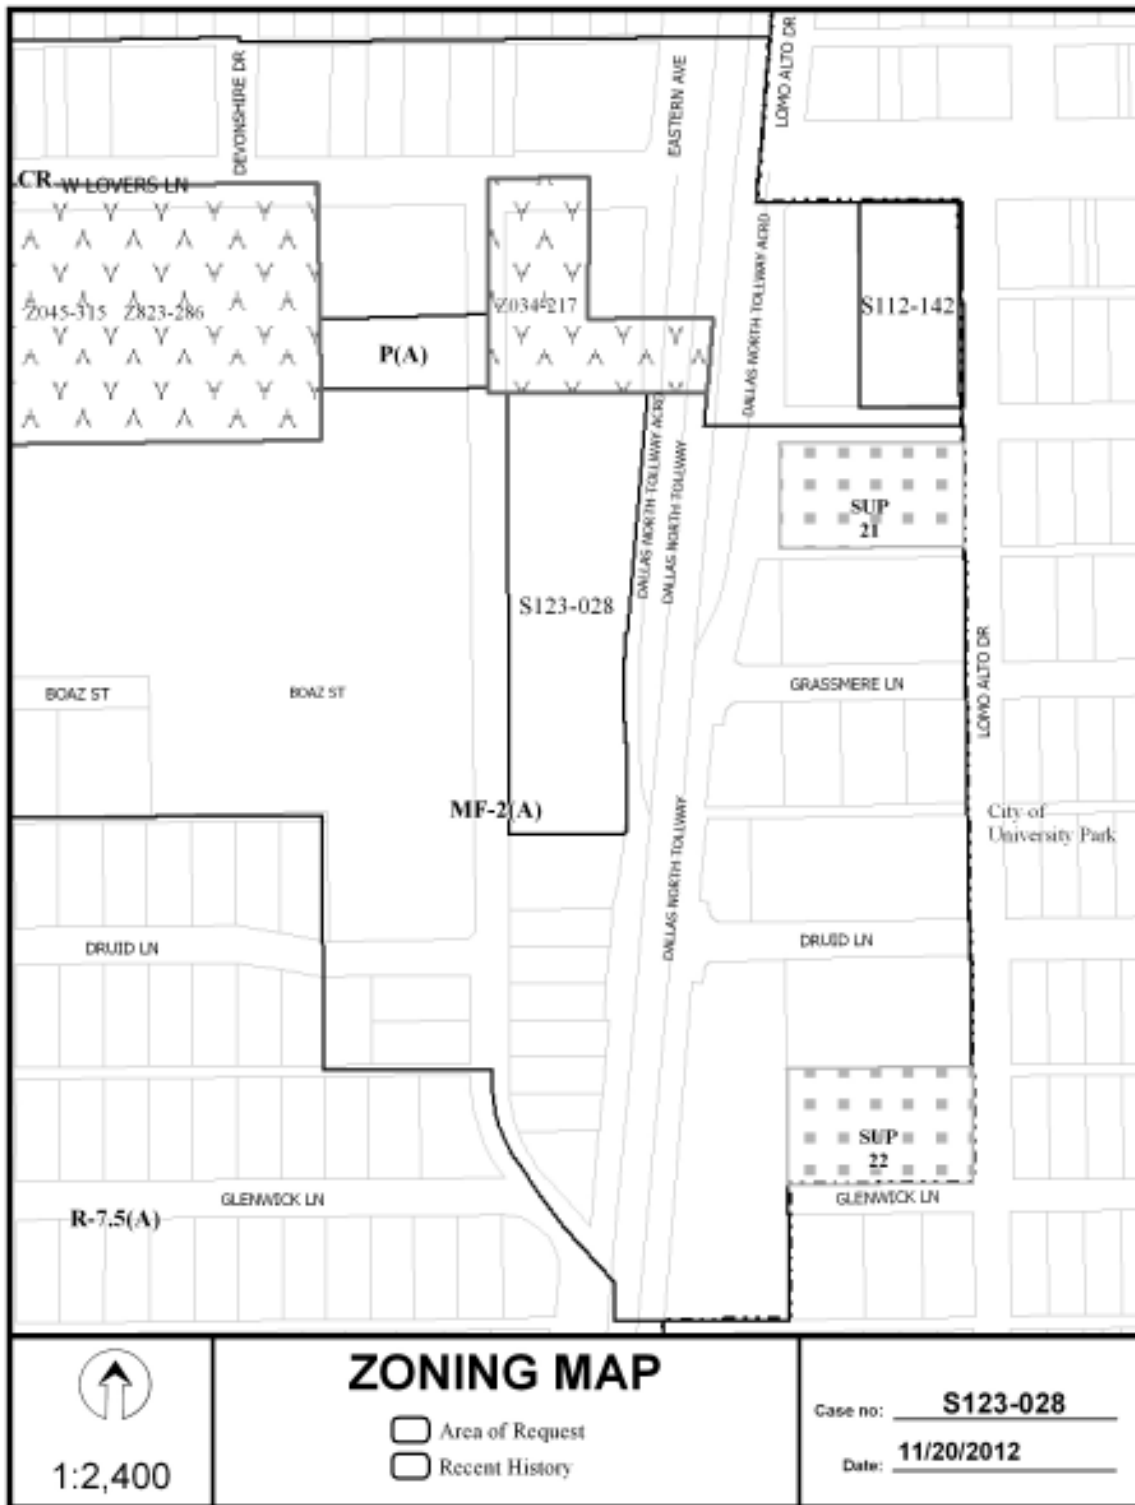 LOMO ALTO DR
DEVONSHIRE DR
EASTERN AVE
CR
W LOVERS LN
Z045-315
Z823-286
Z034-217
S112-142
P(A)
DALLAS NORTH TOLLWAY ACRD
DALLAS NORTH TOLLWAY ACRD
DALLAS NORTH TOLLWAY
SUP
21
S123-028
LOMO ALTO DR
BOAZ ST
BOAZ ST
GRASSMERE LN
MF-2(A)
City of
University Park
DALLAS NORTH TOLLWAY
DRUID LN
DRUID LN
SUP
22
GLENWICK LN
GLENWICK LN
R-7.5(A)
1:2,400
ZONING MAP
Area of Request
Recent History
Case no: S123-028
Date: 11/20/2012